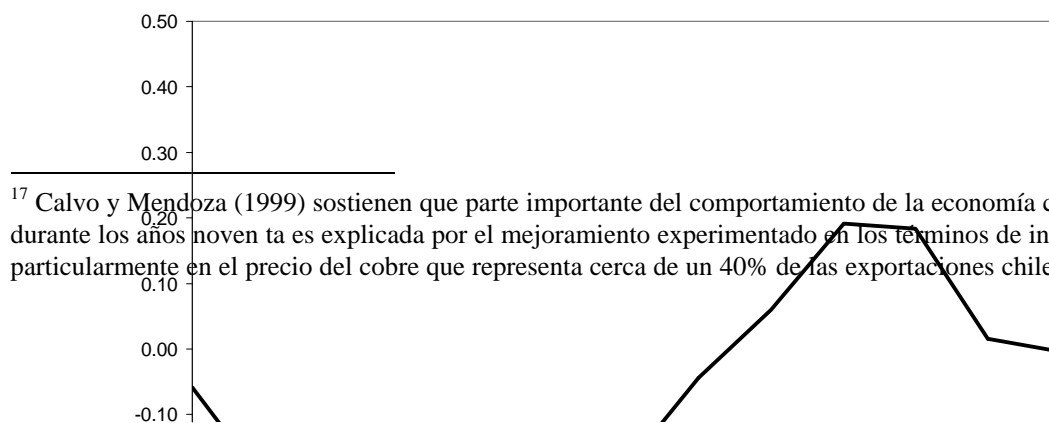 0.50
0.40
0.30
17 Calvo y Mendoza (1999) sostienen que parte importante del comportamiento de la economía
0.20
durante los años noven ta es explicada por el mejoramiento experimentado en los términos de
particularmente en el precio del cobre que representa cerca de un 40% de las exportaciones
0.10
0.00
-0.10